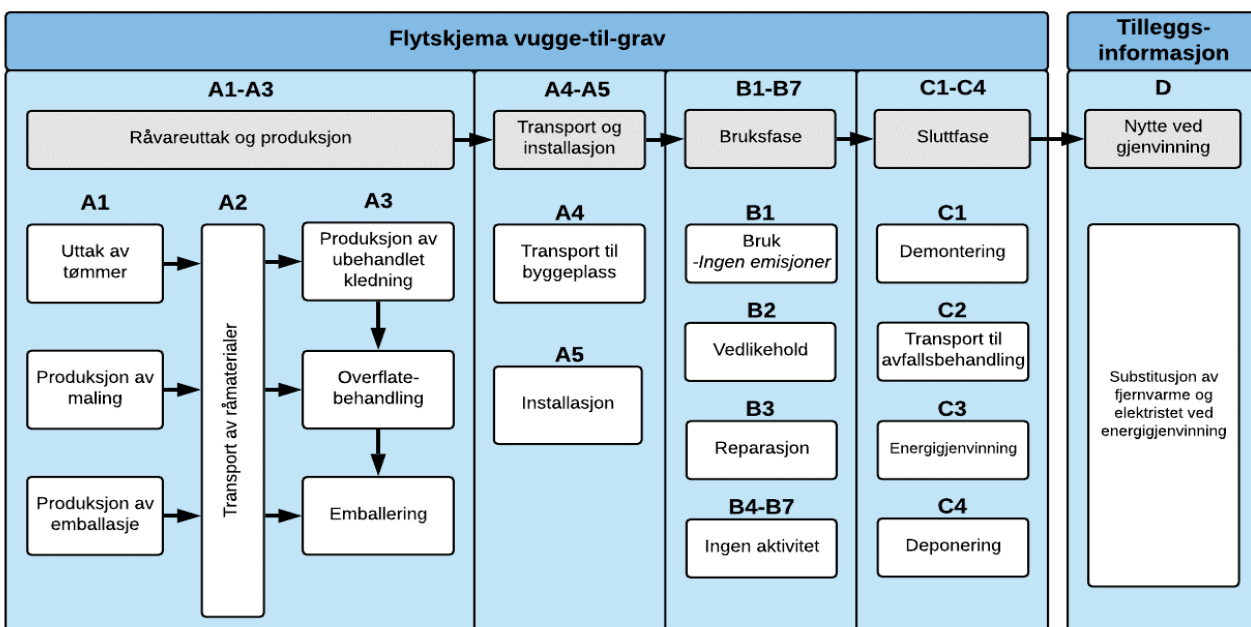 Flytskjema vugge-til-grav
Tilleggs-
informasjon
A1-A3
A4-A5
B1-B7
C1-C4
D
Råvareuttak og produksjon
Transport og
installasjon
Bruksfase
Sluttfase
Nytte ved
gjenvinning
A1
A2
A3
Uttak av
tømmer
Produksjon av
maling
Produksjon av
emballasje
Transport av råmaterialer
Produksjon av
ubehandlet
kledning
Overflate-
behandling
Emballering
A4
Transport til
byggeplass
A5
Installasjon
B1
Bruk
-Ingen emisjoner
B2
Vedlikehold
B3
Reparasjon
B4-B7
Ingen aktivitet
C1
Demontering
C2
Transport til
avfallsbehandling
C3
Energigjenvinning
C4
Deponering
Substitusjon av
fjernvarme og
elektristet ved
energigjenvinning